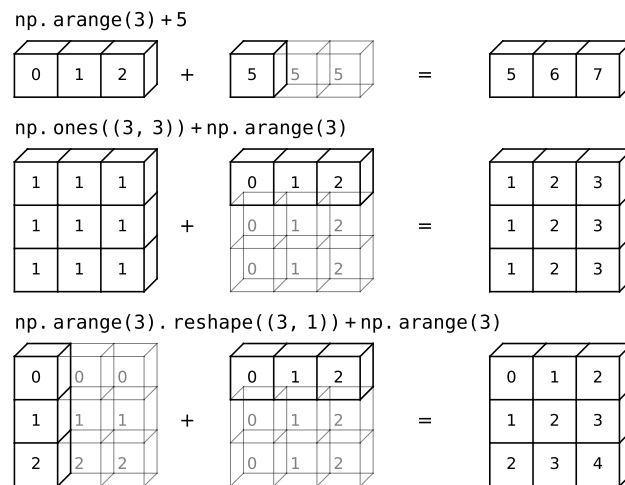 np.arange(3)+5
0 1 2 + 5 5 5 = 5 6 7
np.ones((3, 3))+np.arange(3)
1 1 1 0 1 2 1 2 3
1 1 1 + 0 1 2 = 1 2 3
1 1 1 0 1 2 1 2 3
np.arange(3).reshape((3, 1))+np.arange(3)
0 0 0 0 1 2 0 1 2
1 1 1 + 0 1 2 = 1 2 3
2 2 2 0 1 2 2 3 4